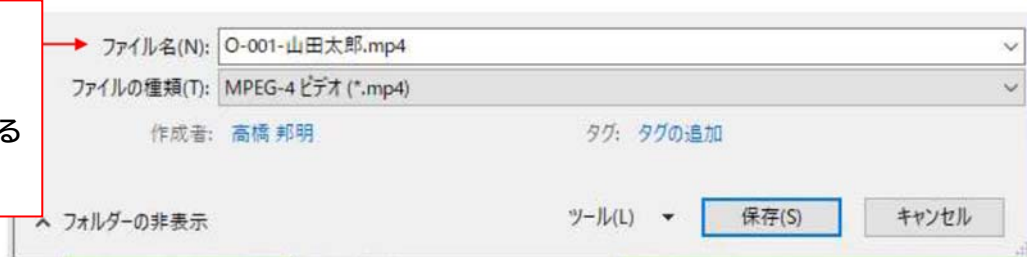 ファイル名(N): O-001-山田太郎.mp4
ファイルの種類(T): MPEG-4 ビデオ (*.mp4)
る
作成者: 高橋 邦明 タグ: タグの追加
フォルダーの非表示 ツール(L) 保存(S) キャンセル